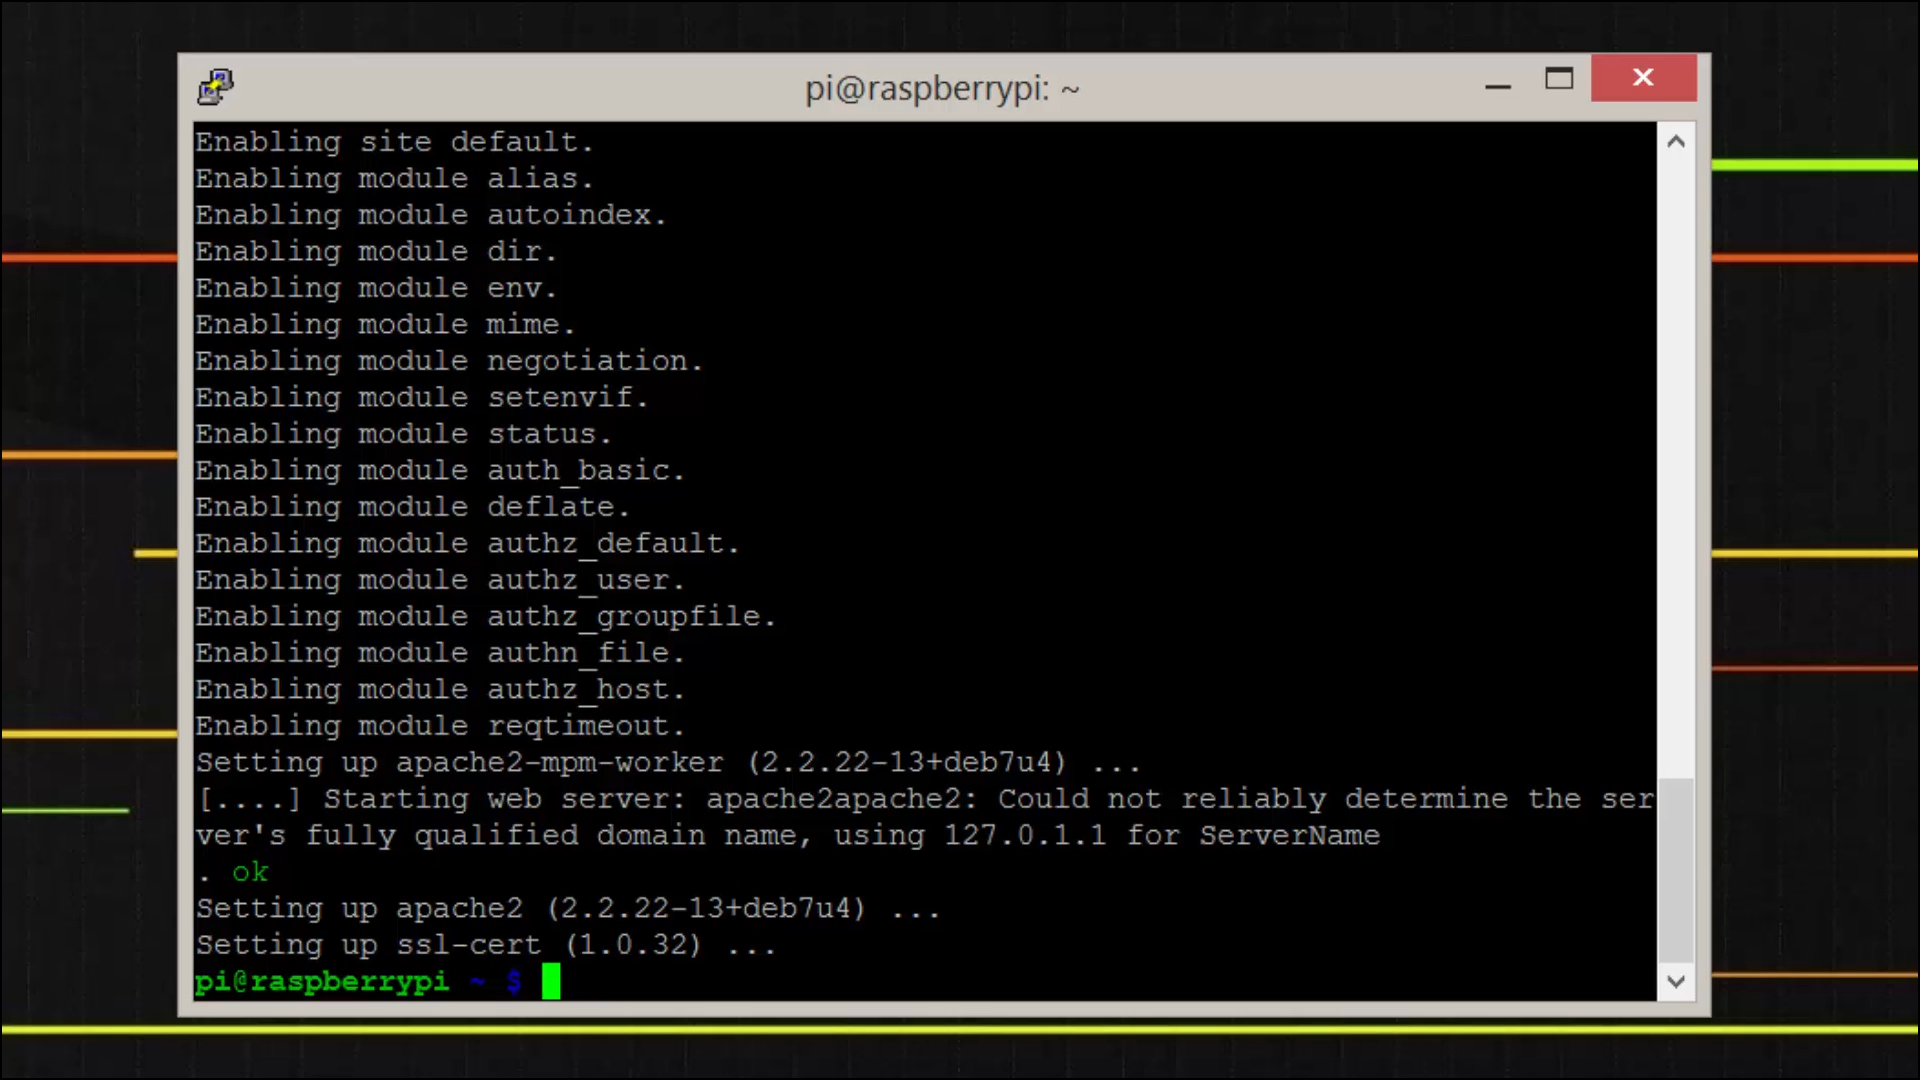 pi@raspberrypi: ~
Enabling site default.
Enabling module alias.
Enabling module autoindex.
Enabling module dir.
Enabling module env.
Enabling module mime.
Enabling module negotiation.
Enabling module setenvif.
Enabling module status.
Enabling module auth_basic.
Enabling module deflate.
Enabling module authz_default.
Enabling module authz_user.
Enabling module authz_groupfile.
Enabling module authn_file.
Enabling module authz_host.
Enabling module reqtimeout.
Setting up apache2-mpm-worker (2.2.22-13+deb7u4) ...
[....] Starting web server: apache2apache2: Could not reliably determine the ser
ver's fully qualified domain name, using 127.0.1.1 for ServerName
. ok
Setting up apache2 (2.2.22-13+deb7u4) ...
Setting up ssl-cert (1.0.32) ...
pi@raspberrypi ~ $